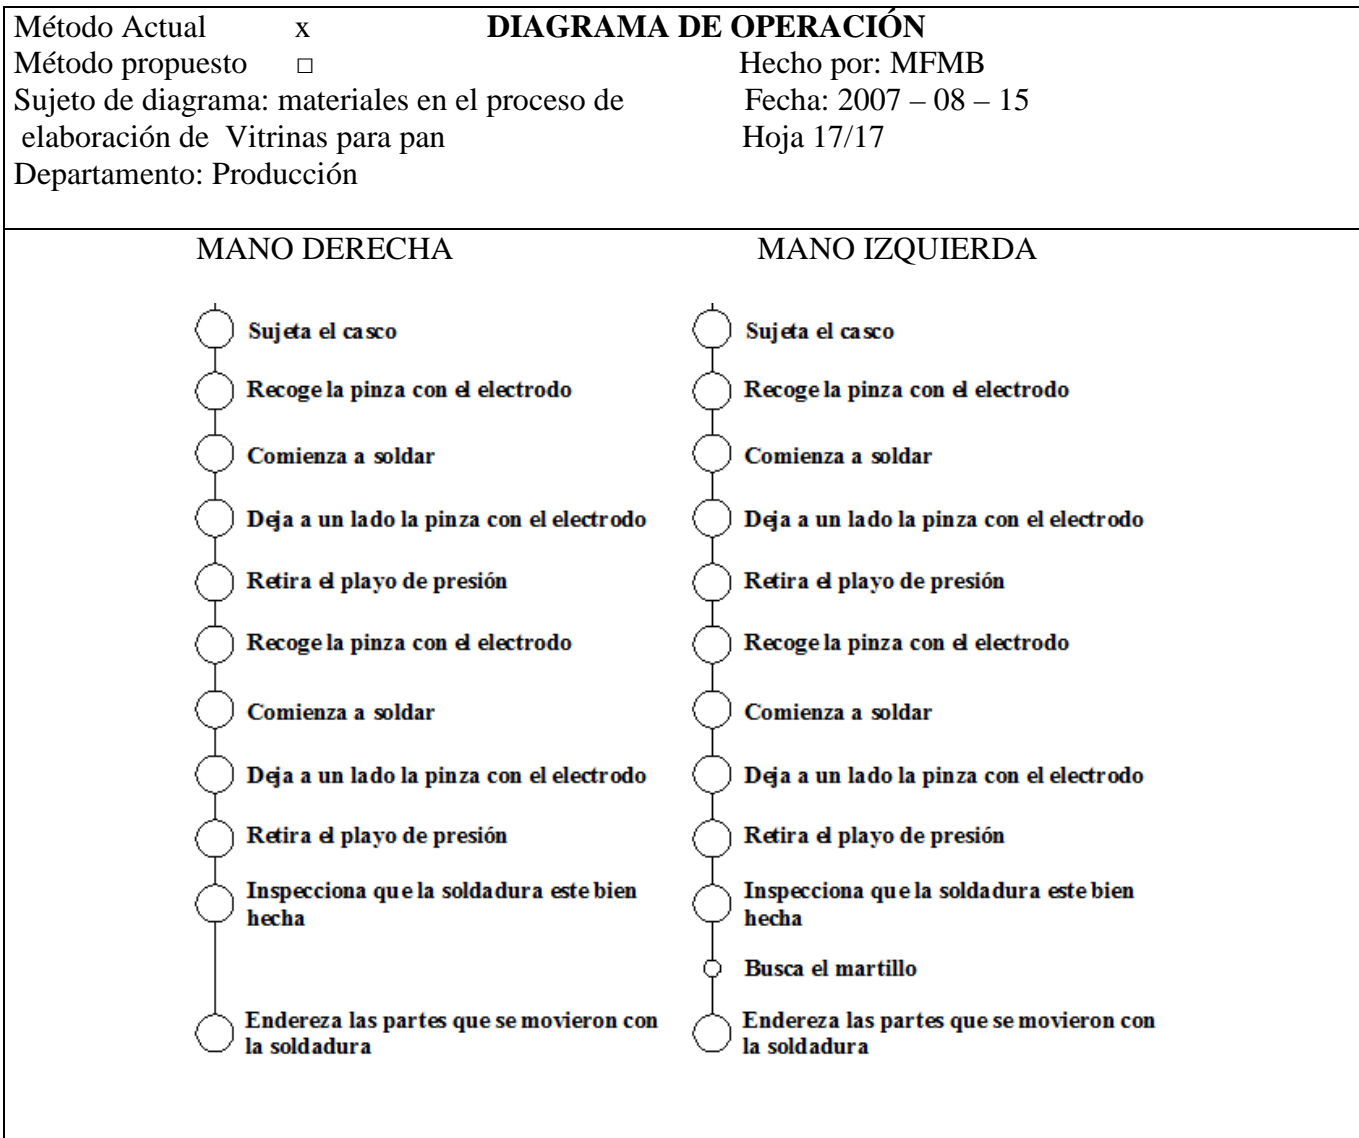 Método Actual x DIAGRAMA DE OPERACIÓN
Método propuesto □ Hecho por: MFMB
Sujeto de diagrama: materiales en el proceso de Fecha: 2007 – 08 – 15
elaboración de Vitrinas para pan Hoja 17/17
Departamento: Producción
MANO DERECHA MANO IZQUIERDA
Sujeta el casco Sujeta el casco
Recoge la pinza con el electrodo Recoge la pinza con el electrodo
Comienza a soldar Comienza a soldar
Deja a un lado la pinza con el electrodo Deja a un lado la pinza con el electrodo
Retira el playo de presión Retira el playo de presión
Recoge la pinza con el electrodo Recoge la pinza con el electrodo
Comienza a soldar Comienza a soldar
Deja a un lado la pinza con el electrodo Deja a un lado la pinza con el electrodo
Retira el playo de presión Retira el playo de presión
Inspecciona que la soldadura este bien Inspecciona que la soldadura este bien
hecha hecha
Busca el martillo
Endereza las partes que se movieron con Endereza las partes que se movieron con
la soldadura la soldadura